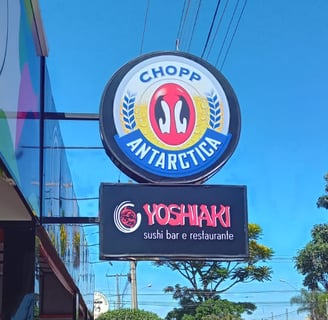 CHOPP
ANTARCTICA
YOSHIAKI
sushi bar e restaurante